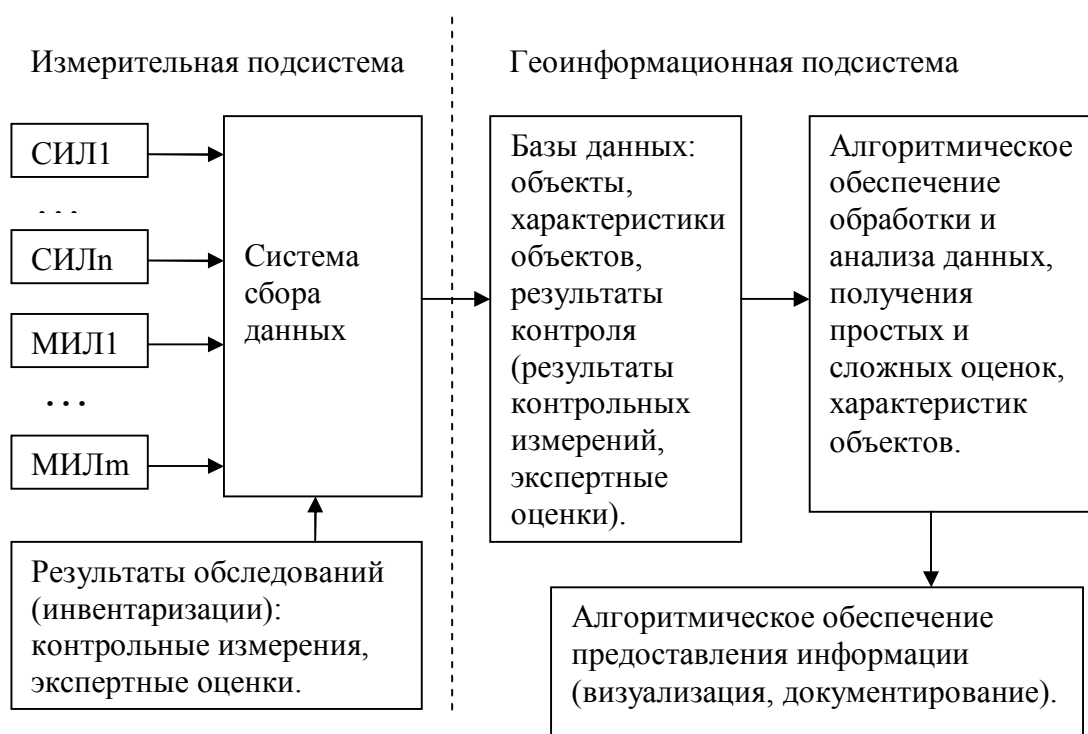 Измерительная подсистема
Геоинформационная подсистема
СИЛ1
. . .
СИЛn
МИЛ1
. . .
МИЛm
Система
сбора
данных
Результаты обследований
(инвентаризации):
контрольные измерения,
экспертные оценки.
Базы данных:
объекты,
характеристики
объектов,
результаты
контроля
(результаты
контрольных
измерений,
экспертные
оценки).
Алгоритмическое
обеспечение
обработки и
анализа данных,
получения
простых и
сложных оценок,
характеристик
объектов.
Алгоритмическое обеспечение
предоставления информации
(визуализация, документирование).